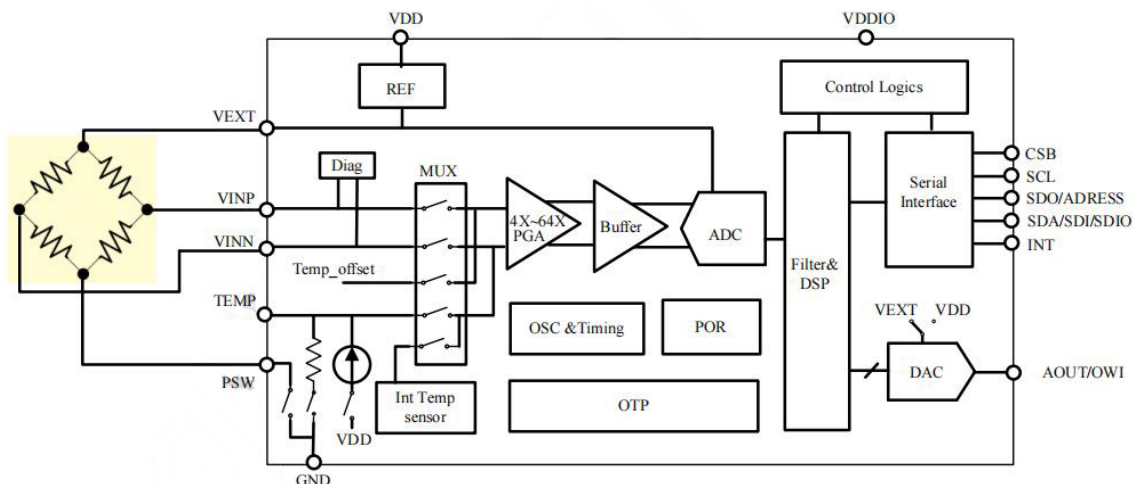 VDD
VDDIO
REF
Control Logics
VEXT
Diag
MUX
CSB
VINP
Serial
Interface
SCL
4X~64X
PGA
Buffer
ADC
SDO/ADRESS
VINN
SDA/SDI/SDIO
INT
Temp_offset
Filter&
DSP
TEMP
OSC &Timing
POR
VEXT
VDD
PSW
Int Temp
sensor
OTP
DAC
AOUT/OWI
VDD
GND